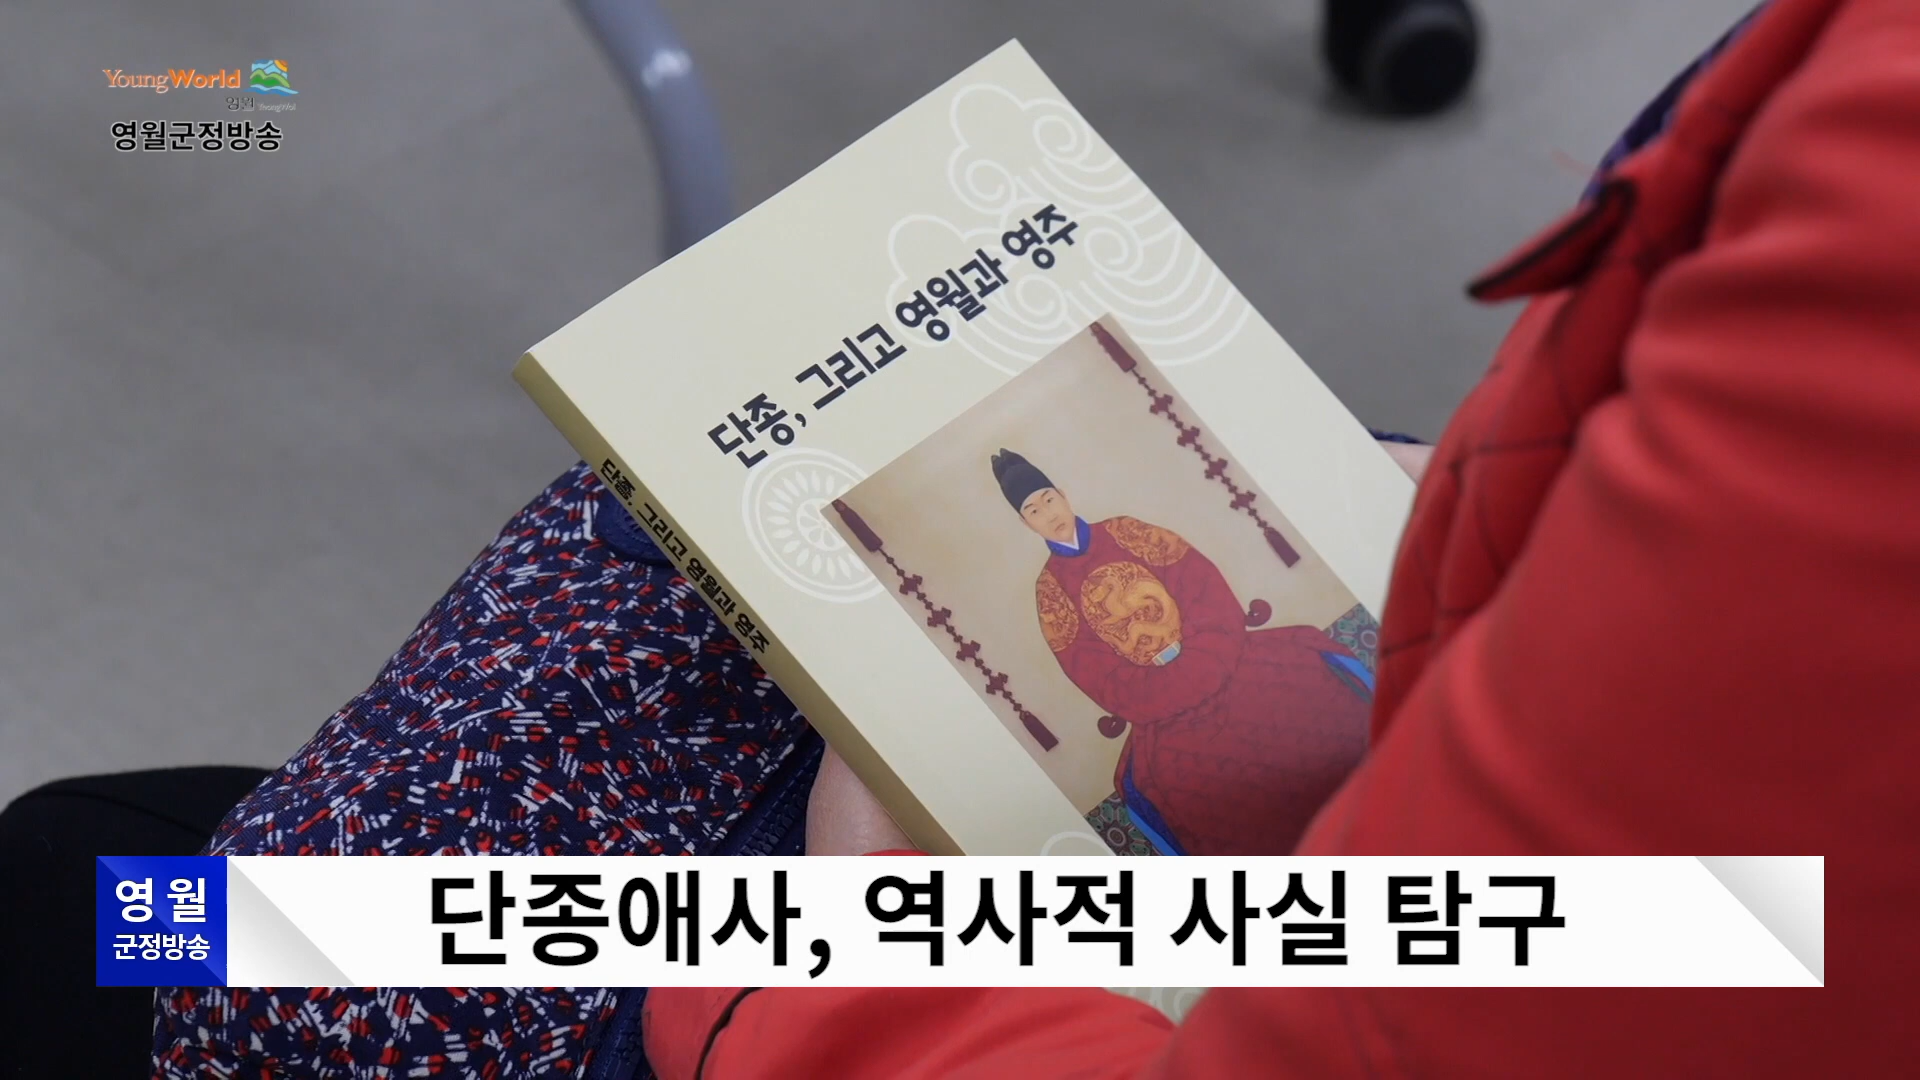 YoungWorld
영월 YeongWol
영월군정방송
단종, 그리고 영월과 영주
단종, 그리고 영월과 영주
영월
군정방송
단종애사, 역사적 사실 탐구